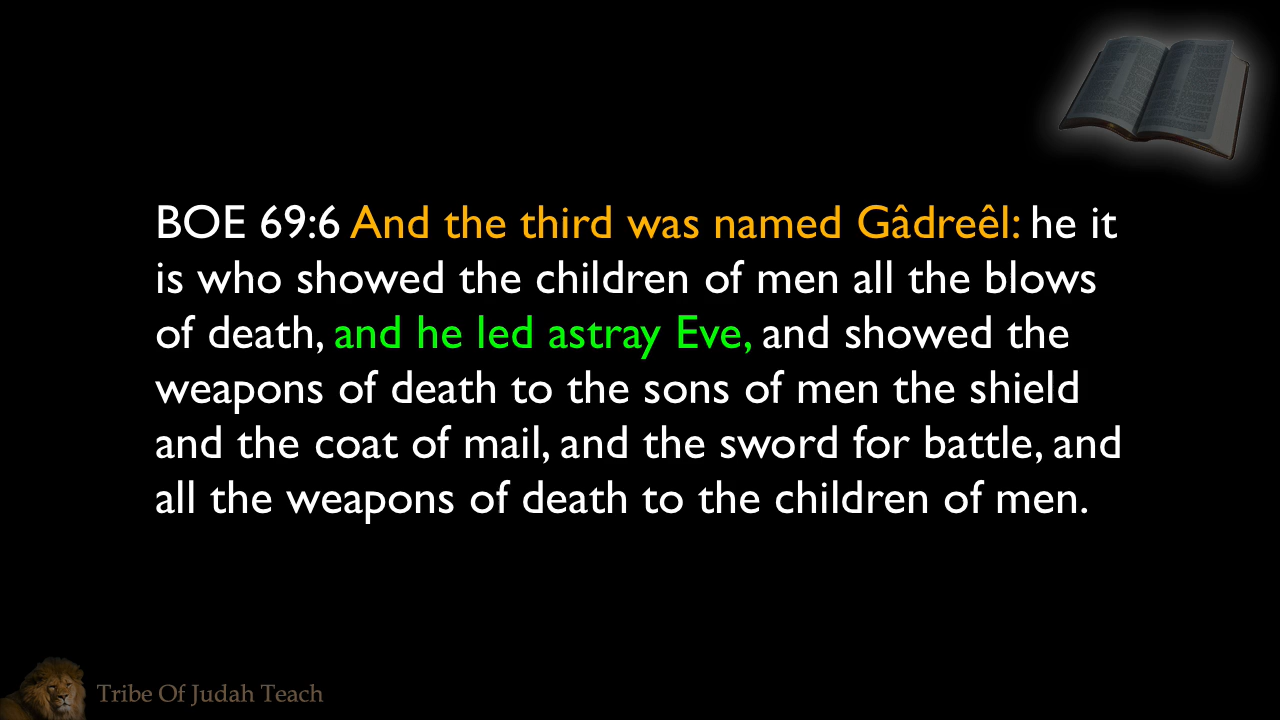 BOE 69:6 And the third was named Gâdreêl: he it
is who showed the children of men all the blows
of death, and he led astray Eve, and showed the
weapons of death to the sons of men the shield
and the coat of mail, and the sword for battle, and
all the weapons of death to the children of men.
Tribe Of Judah Teach